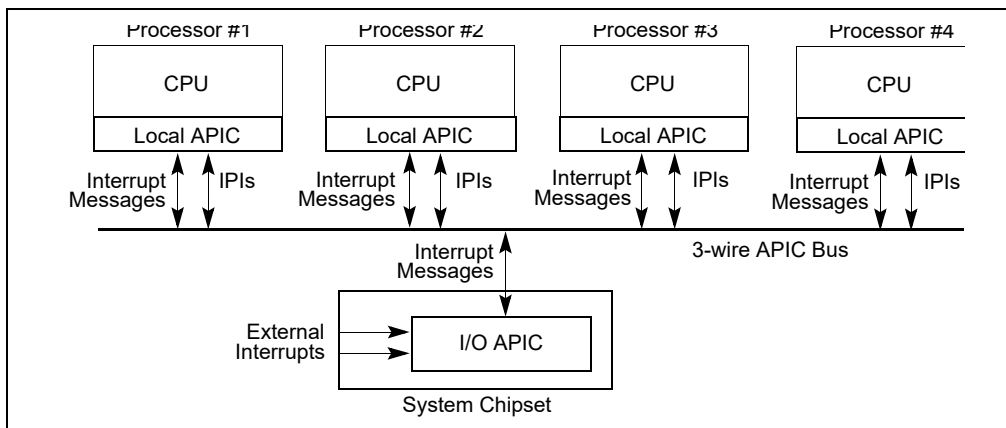 Processor #1 Processor #2 Processor #3 Processor #4
CPU CPU CPU CPU
Local APIC Local APIC Local APIC Local APIC
Interrupt
Messages
IPIs
Interrupt
Messages
IPIs
Interrupt
Messages
IPIs
Interrupt
Messages
IPIs
Interrupt
Messages
3-wire APIC Bus
External
Interrupts
I/O APIC
System Chipset